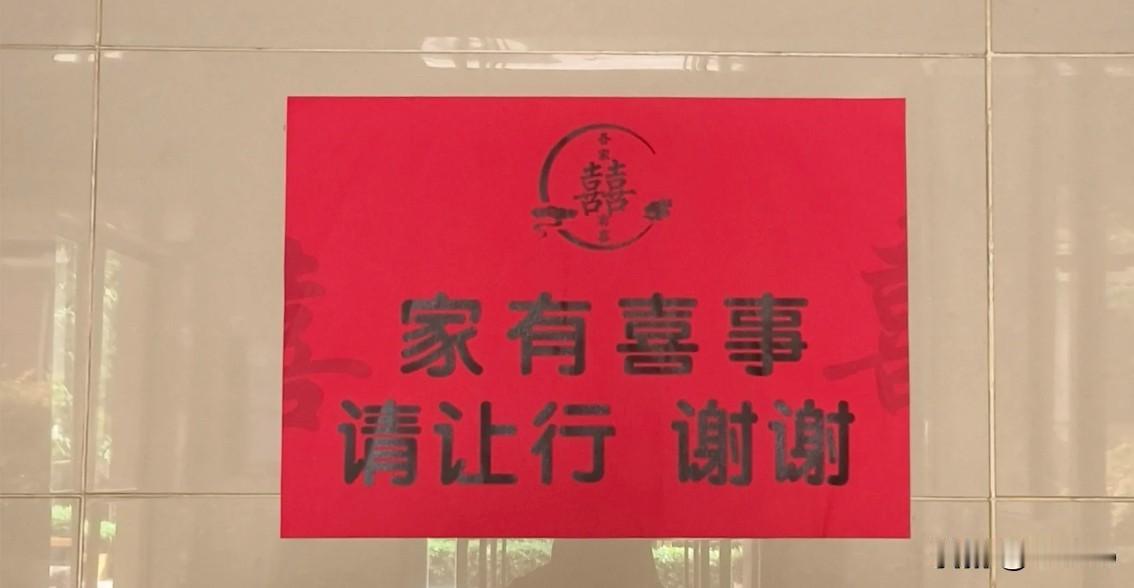 囍
家有喜事
请让行 谢谢